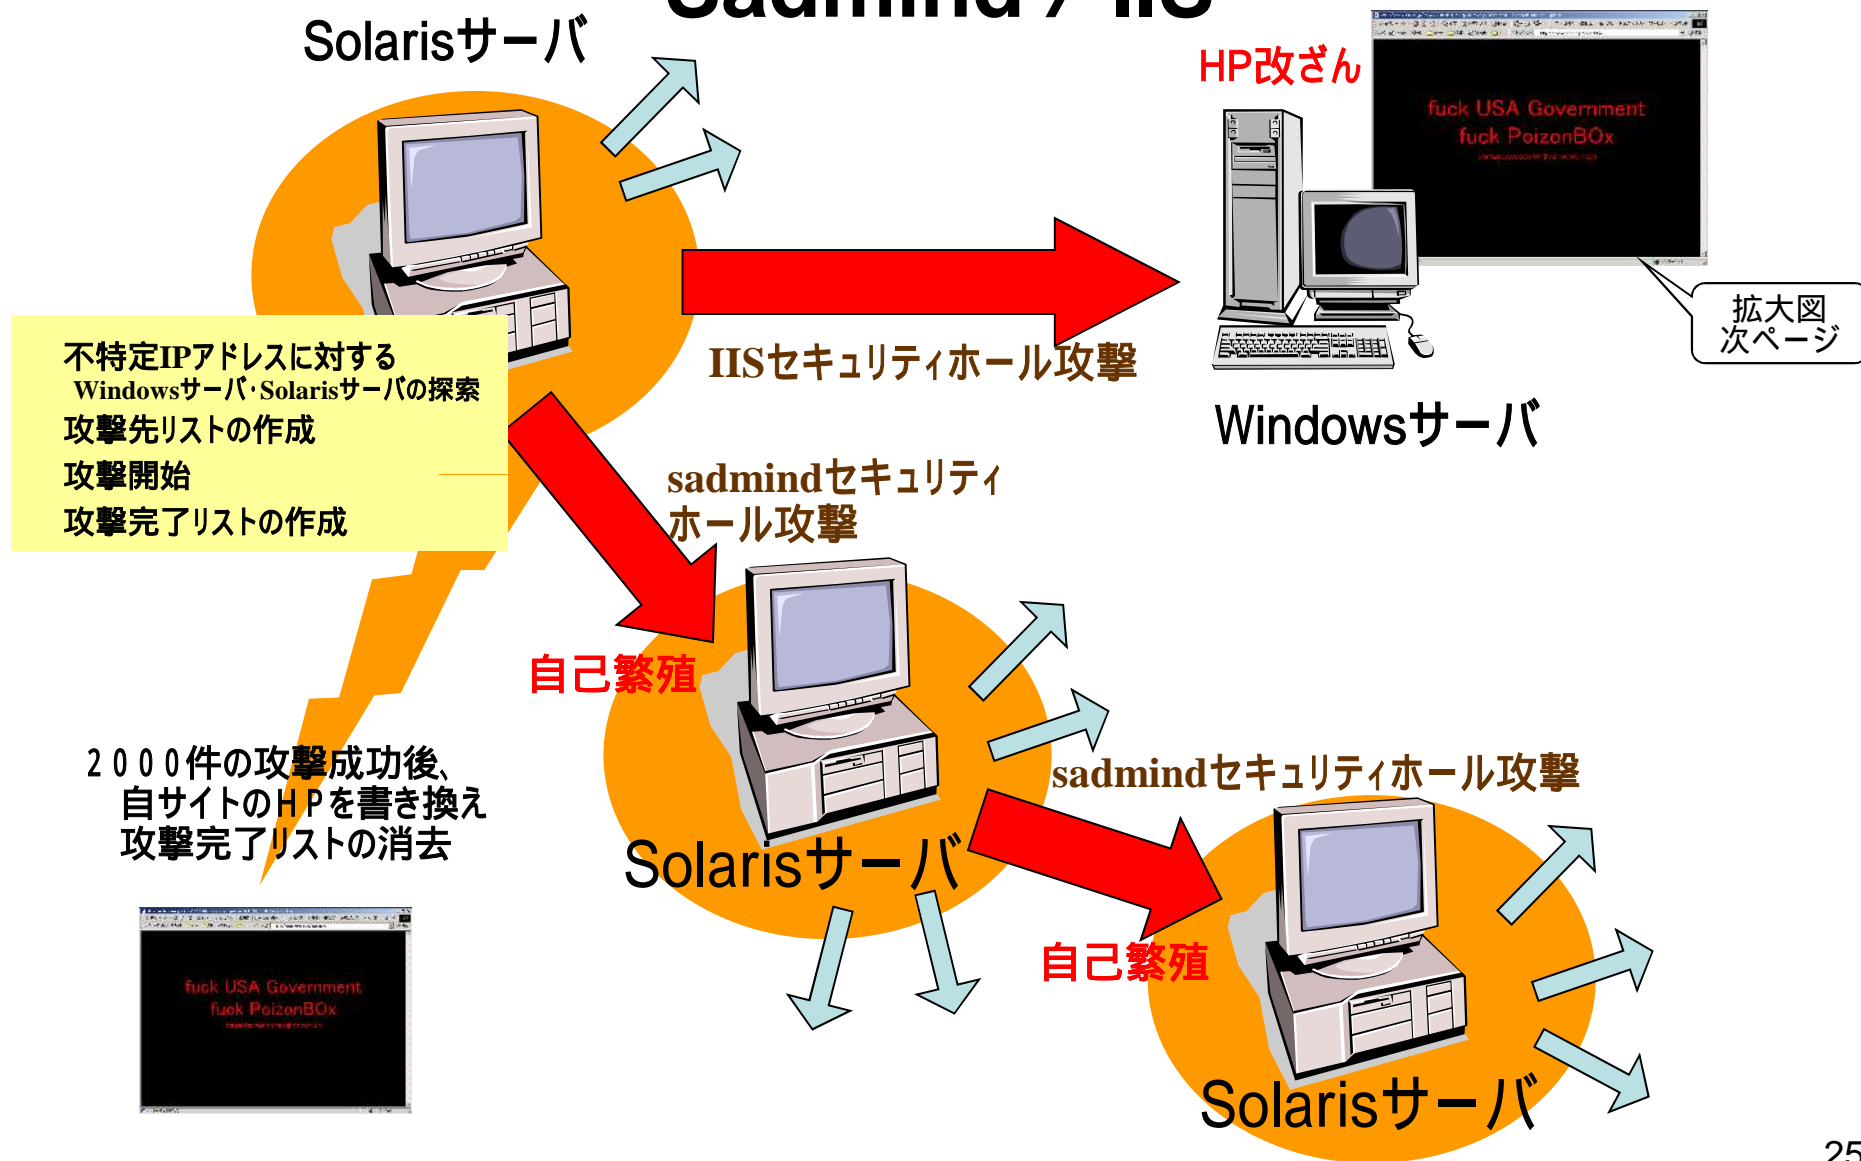 Sadmind / IIS
Solarisサーバ
HP改ざん
fuck USA Government
fuck PoizonBOx
拡大図
次ページ
不特定IPアドレスに対する
Windowsサーバ・Solarisサーバの探索
攻撃先リストの作成
攻撃開始
攻撃完了リストの作成
IISセキュリティホール攻撃
Windowsサーバ
sadmindセキュリティ
ホール攻撃
自己繁殖
2000件の攻撃成功後、
自サイトのHPを書き換え
攻撃完了リストの消去
sadmindセキュリティホール攻撃
Solarisサーバ
自己繁殖
fuck USA Government
fuck PoizonBOx
Solarisサーバ
25